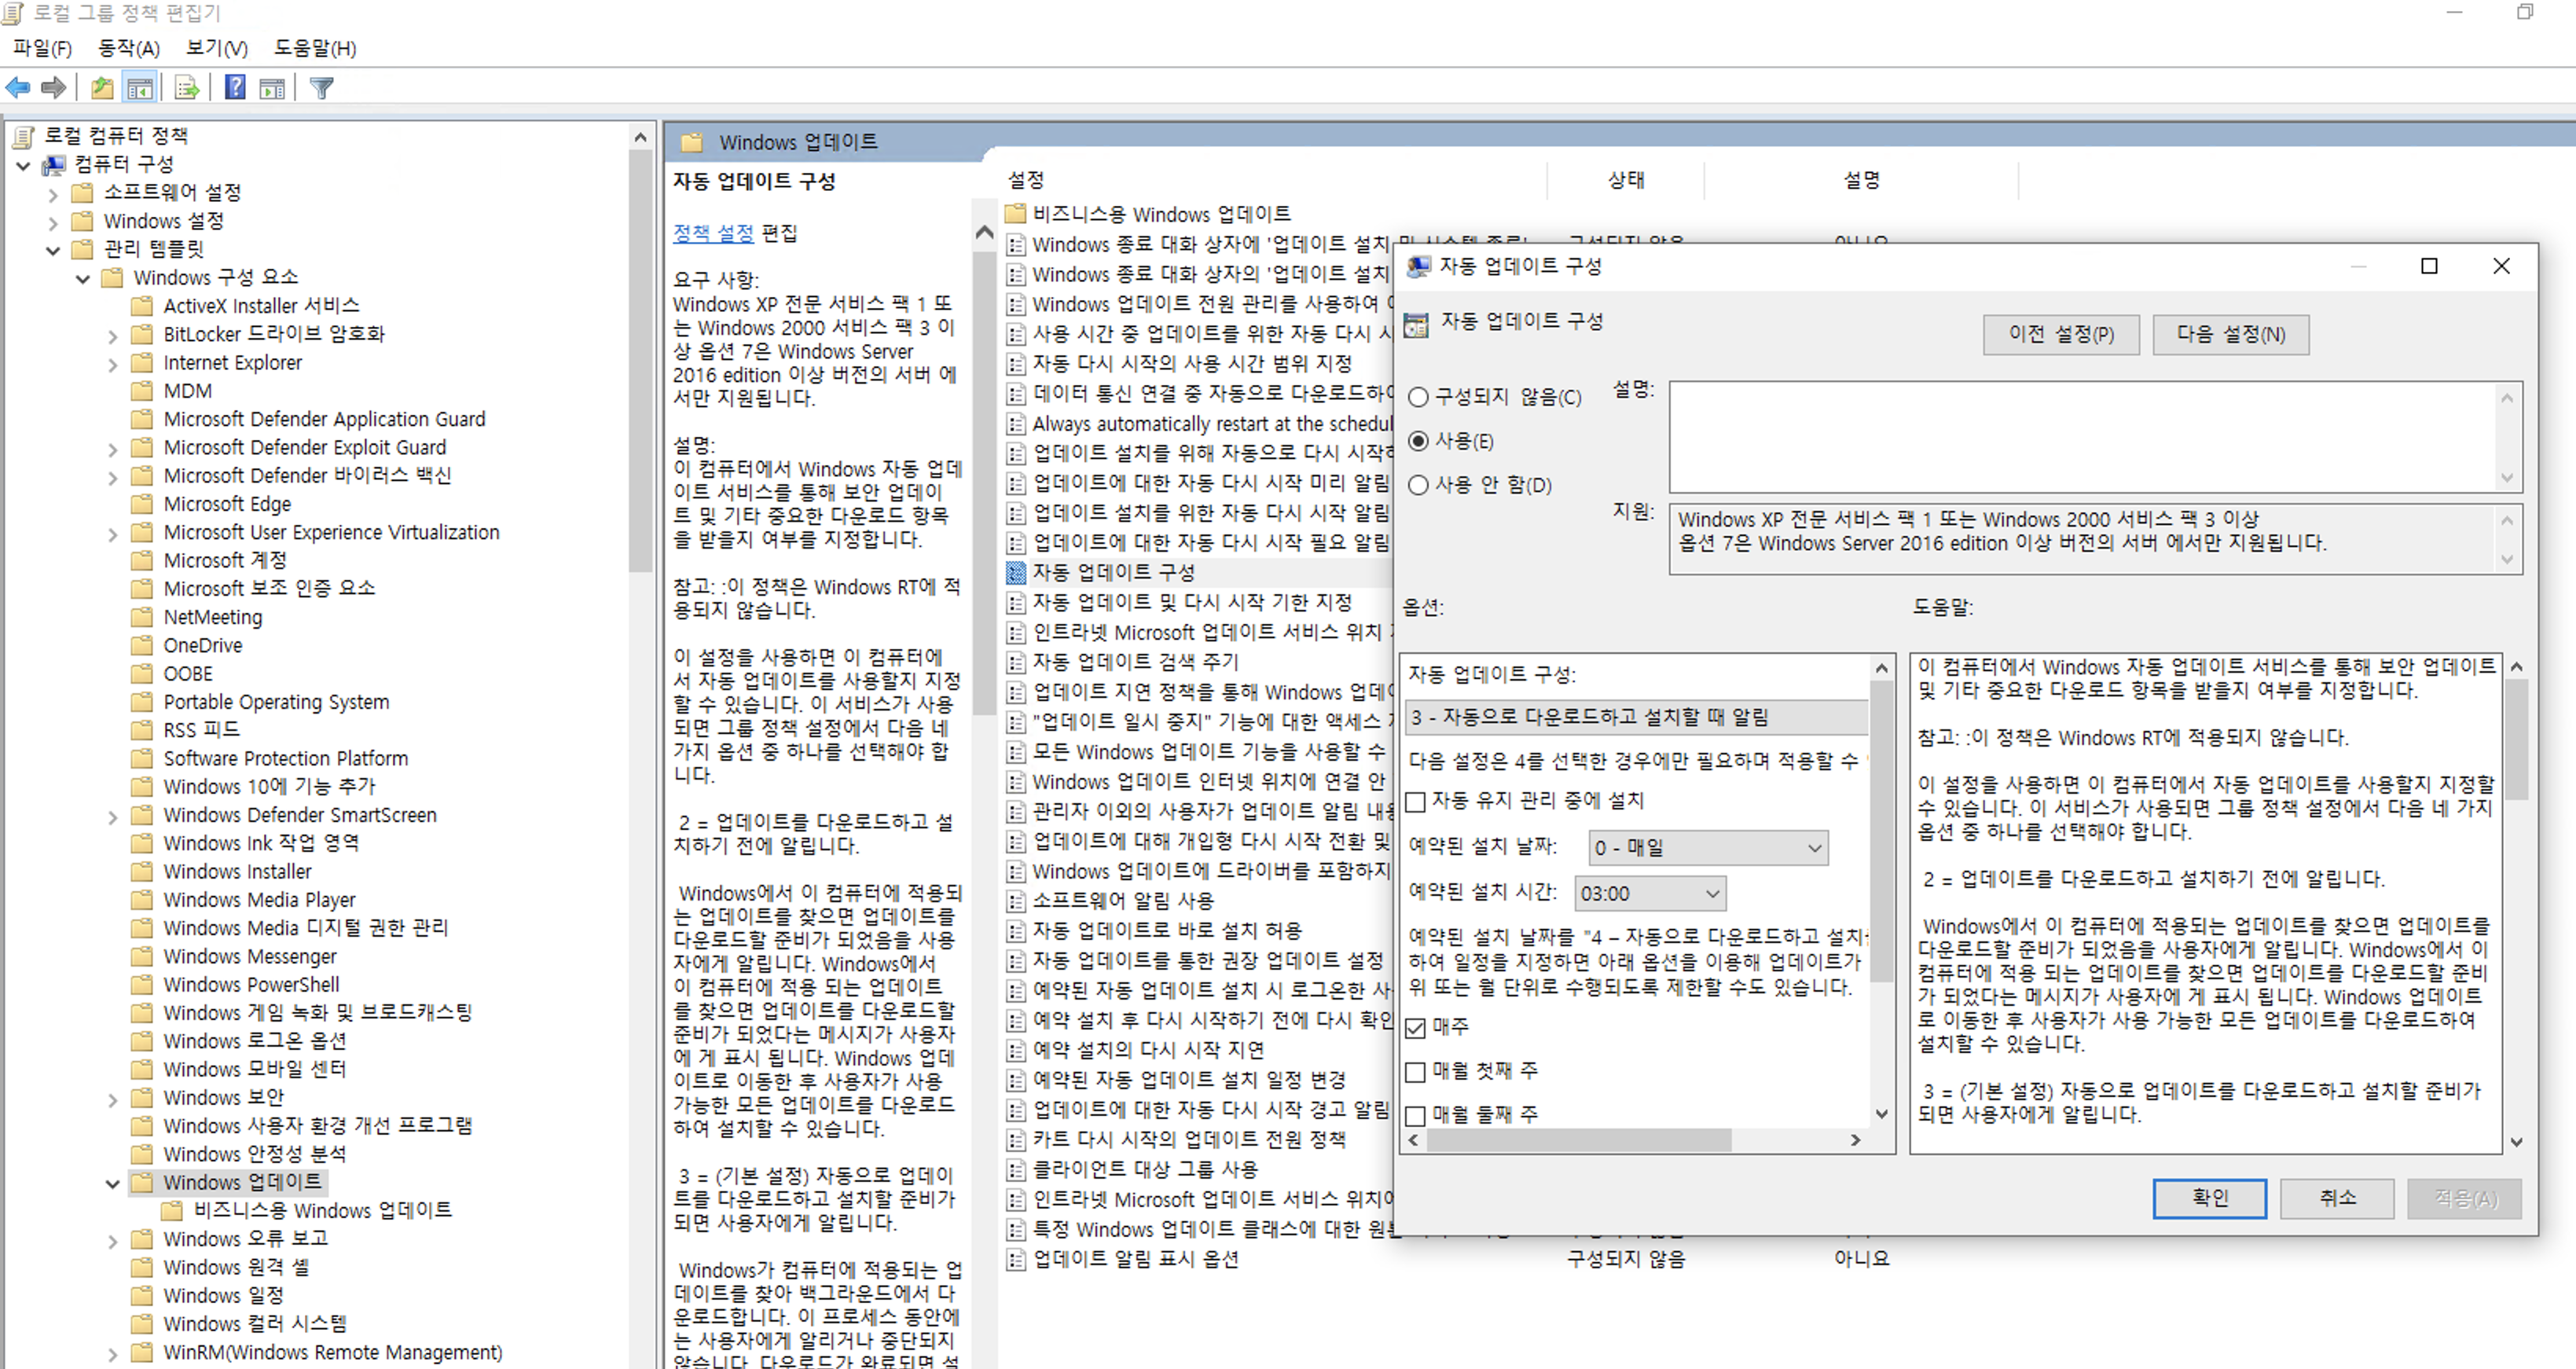 로컬 그룹 정책 편집기
파일(F) 동작(A) 보기(V) 도움말(H)
로컬 컴퓨터 정책
컴퓨터 구성
소프트웨어 설정
Windows 설정
관리 템플릿
Windows 구성 요소
ActiveX Installer 서비스
BitLocker 드라이브 암호화
Internet Explorer
MDM
Microsoft Defender Application Guard
Microsoft Defender Exploit Guard
Microsoft Defender 바이러스 백신
Microsoft Edge
Microsoft User Experience Virtualization
Microsoft 계정
Microsoft 보조 인증 요소
NetMeeting
OneDrive
OOBE
Portable Operating System
RSS 피드
Software Protection Platform
Windows 10에 기능 추가
Windows Defender SmartScreen
Windows Ink 작업 영역
Windows Installer
Windows Media Player
Windows Media 디지털 권한 관리
Windows Messenger
Windows PowerShell
Windows 게임 녹화 및 브로드캐스팅
Windows 로그온 옵션
Windows 모바일 센터
Windows 보안
Windows 사용자 환경 개선 프로그램
Windows 안정성 분석
Windows 업데이트
비즈니스용 Windows 업데이트
Windows 오류 보고
Windows 원격 셸
Windows 일정
Windows 컬러 시스템
WinRM(Windows Remote Management)
Windows 업데이트
자동 업데이트 구성
정책 설정 편집
요구 사항:
Windows XP 전문 서비스 팩 1 또
는 Windows 2000 서비스 팩 3 이
상 옵션 7은 Windows Server
2016 edition 이상 버전의 서버 에
서만 지원됩니다.
설명:
이 컴퓨터에서 Windows 자동 업데
이트 서비스를 통해 보안 업데이
트 및 기타 중요한 다운로드 항목
을 받을지 여부를 지정합니다.
참고: :이 정책은 Windows RT에 적
용되지 않습니다.
이 설정을 사용하면 이 컴퓨터에
서 자동 업데이트를 사용할지 지정
할 수 있습니다. 이 서비스가 사용
되면 그룹 정책 설정에서 다음 네
가지 옵션 중 하나를 선택해야 합
니다.
2 = 업데이트를 다운로드하고 설
치하기 전에 알립니다.
Windows에서 이 컴퓨터에 적용되
는 업데이트를 찾으면 업데이트를
다운로드할 준비가 되었음을 사용
자에게 알립니다. Windows에서
이 컴퓨터에 적용 되는 업데이트
를 찾으면 업데이트를 다운로드할
준비가 되었다는 메시지가 사용자
에 게 표시 됩니다. Windows 업데
이트로 이동한 후 사용자가 사용
가능한 모든 업데이트를 다운로드
하여 설치할 수 있습니다.
3 = (기본 설정) 자동으로 업데이
트를 다운로드하고 설치할 준비가
되면 사용자에게 알립니다.
Windows가 컴퓨터에 적용되는 업
데이트를 찾아 백그라운드에서 다
운로드합니다. 이 프로세스 동안에
는 사용자에게 알리거나 중단되지
않습니다. 다운로드가 완료되면 설
설정 상태 설명
비즈니스용 Windows 업데이트
Windows 종료 대화 상자에 '업데이트 설치 및 시스템 종료' 구성되지 않음 아니요
Windows 종료 대화 상자의 '업데이트 설치
Windows 업데이트 전원 관리를 사용하여
사용 시간 중 업데이트를 위한 자동 다시 시
자동 다시 시작의 사용 시간 범위 지정
데이터 통신 연결 중 자동으로 다운로드하
Always automatically restart at the schedul
업데이트 설치를 위해 자동으로 다시 시작
업데이트에 대한 자동 다시 시작 미리 알림
업데이트 설치를 위한 자동 다시 시작 알림
업데이트에 대한 자동 다시 시작 필요 알림
자동 업데이트 구성
자동 업데이트 및 다시 시작 기한 지정
인트라넷 Microsoft 업데이트 서비스 위치
자동 업데이트 검색 주기
업데이트 지연 정책을 통해 Windows 업데
"업데이트 일시 중지" 기능에 대한 액세스
모든 Windows 업데이트 기능을 사용할 수
Windows 업데이트 인터넷 위치에 연결 안
관리자 이외의 사용자가 업데이트 알림 내용
업데이트에 대해 개입형 다시 시작 전환 및
Windows 업데이트에 드라이버를 포함하지
소프트웨어 알림 사용
자동 업데이트로 바로 설치 허용
자동 업데이트를 통한 권장 업데이트 설정
예약된 자동 업데이트 설치 시 로그온한 사
예약 설치 후 다시 시작하기 전에 다시 확인
예약 설치의 다시 시작 지연
예약된 자동 업데이트 설치 일정 변경
업데이트에 대한 자동 다시 시작 경고 알림
카트 다시 시작의 업데이트 전원 정책
클라이언트 대상 그룹 사용
인트라넷 Microsoft 업데이트 서비스 위치에
특정 Windows 업데이트 클래스에 대한 원본
업데이트 알림 표시 옵션 구성되지 않음 아니요
자동 업데이트 구성
자동 업데이트 구성
이전 설정(P) 다음 설정(N)
구성되지 않음(C) 설명:
사용(E)
사용 안 함(D)
지원: Windows XP 전문 서비스 팩 1 또는 Windows 2000 서비스 팩 3 이상
옵션 7은 Windows Server 2016 edition 이상 버전의 서버 에서만 지원됩니다.
옵션: 도움말:
자동 업데이트 구성:
3 - 자동으로 다운로드하고 설치할 때 알림
다음 설정은 4를 선택한 경우에만 필요하며 적용할 수
자동 유지 관리 중에 설치
예약된 설치 날짜: 0 - 매일
예약된 설치 시간: 03:00
예약된 설치 날짜를 "4 – 자동으로 다운로드하고 설치
하여 일정을 지정하면 아래 옵션을 이용해 업데이트가
위 또는 월 단위로 수행되도록 제한할 수도 있습니다.
매주
매월 첫째 주
매월 둘째 주
이 컴퓨터에서 Windows 자동 업데이트 서비스를 통해 보안 업데이트
및 기타 중요한 다운로드 항목을 받을지 여부를 지정합니다.
참고: :이 정책은 Windows RT에 적용되지 않습니다.
이 설정을 사용하면 이 컴퓨터에서 자동 업데이트를 사용할지 지정할
수 있습니다. 이 서비스가 사용되면 그룹 정책 설정에서 다음 네 가지
옵션 중 하나를 선택해야 합니다.
2 = 업데이트를 다운로드하고 설치하기 전에 알립니다.
Windows에서 이 컴퓨터에 적용되는 업데이트를 찾으면 업데이트를
다운로드할 준비가 되었음을 사용자에게 알립니다. Windows에서 이
컴퓨터에 적용 되는 업데이트를 찾으면 업데이트를 다운로드할 준비
가 되었다는 메시지가 사용자에 게 표시 됩니다. Windows 업데이트
로 이동한 후 사용자가 사용 가능한 모든 업데이트를 다운로드하여
설치할 수 있습니다.
3 = (기본 설정) 자동으로 업데이트를 다운로드하고 설치할 준비가
되면 사용자에게 알립니다.
확인 취소 적용(A)